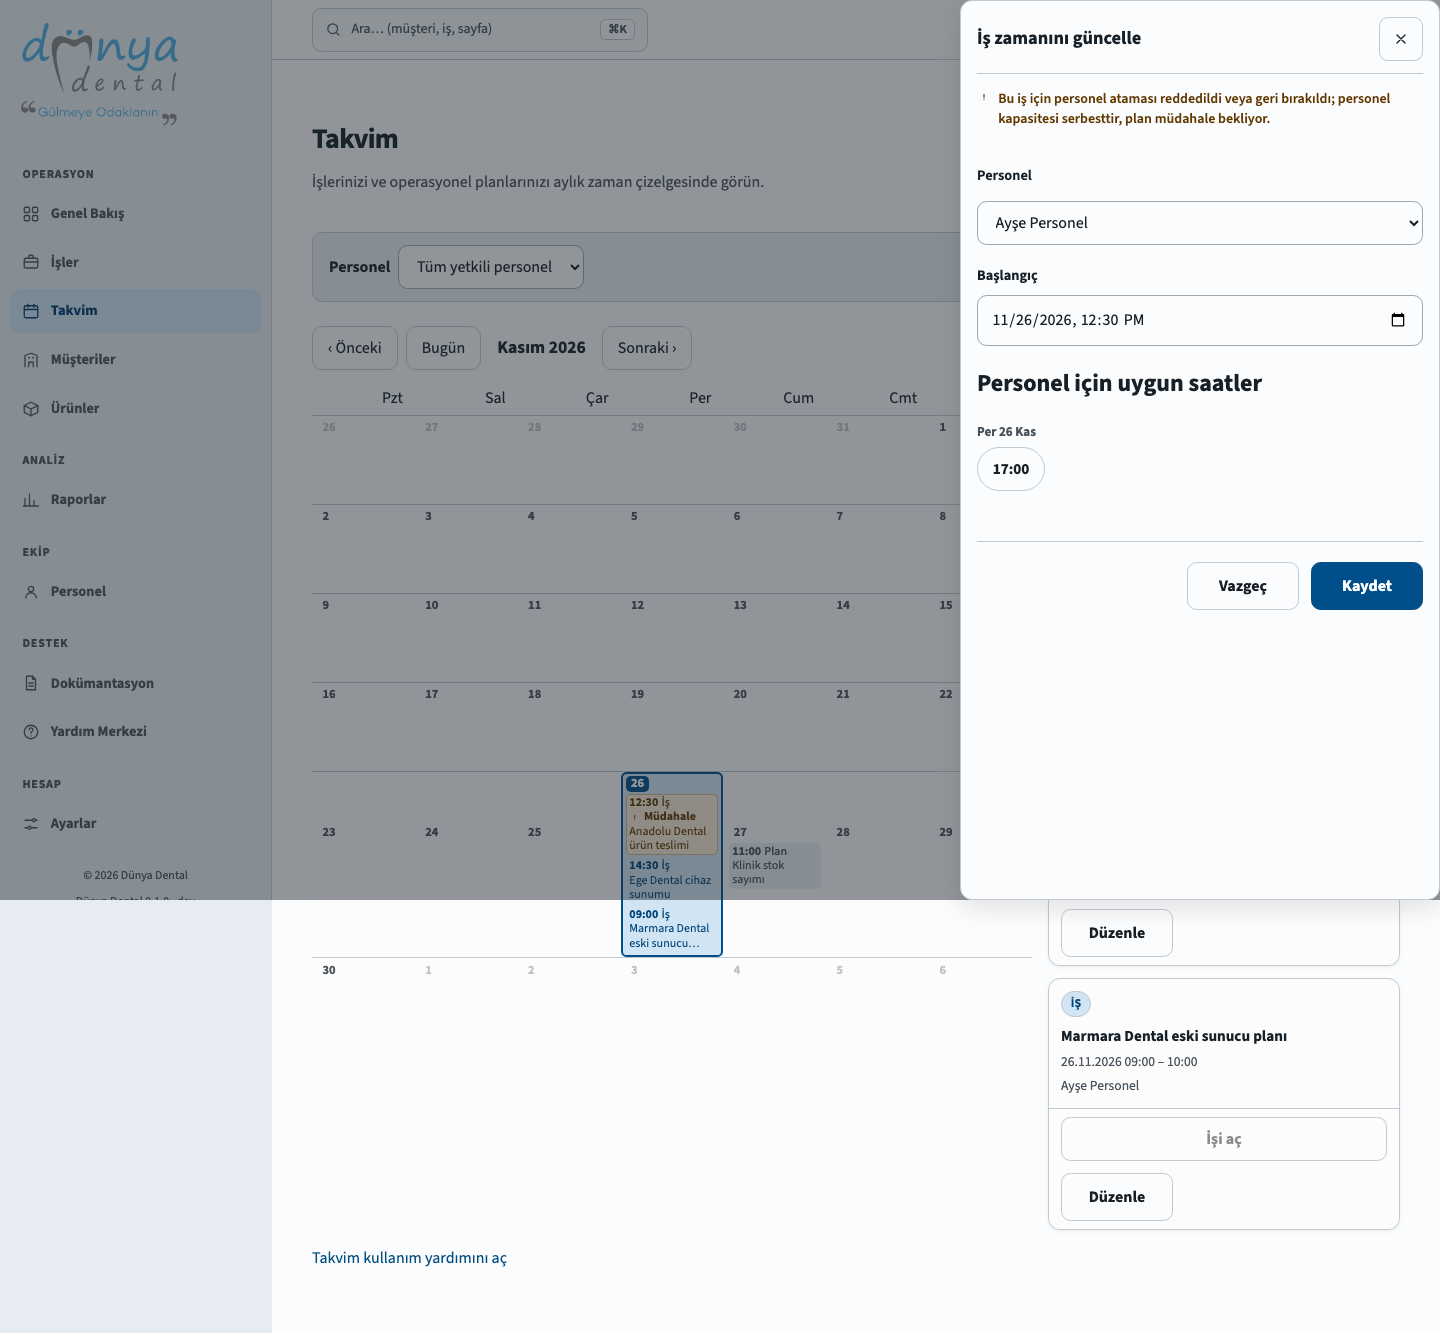 dünya
dental
“Gülmeye Odaklanın”
OPERASYON
Genel Bakış
İşler
Takvim
Müşteriler
Ürünler
ANALİZ
Raporlar
EKİP
Personel
DESTEK
Dokümantasyon
Yardım Merkezi
HESAP
Ayarlar
© 2026 Dünya Dental
Dünya Dental 0.1.0
Ara… (müşteri, iş, sayfa)
⌘K
Takvim
İşlerinizi ve operasyonel planlarınızı aylık zaman çizelgesinde görün.
Personel
Tüm yetkili personel
‹ Önceki
Bugün
Kasım 2026
Sonraki ›
Pzt Sal Çar Per Cum Cmt
26 27 28 29 30 31 1
2 3 4 5 6 7 8
9 10 11 12 13 14 15
16 17 18 19 20 21 22
23 24 25 26 27 28 29
12:30 İş
! Müdahale
Anadolu Dental
ürün teslimi
14:30 İş
Ege Dental cihaz
sunumu
09:00 İş
Marmara Dental
eski sunucu…
11:00 Plan
Klinik stok
sayımı
30 1 2 3 4 5 6
Takvim kullanım yardımını aç
İş zamanını güncelle
! Bu iş için personel ataması reddedildi veya geri bırakıldı; personel
kapasitesi serbesttir, plan müdahale bekliyor.
Personel
Ayşe Personel
Başlangıç
11/26/2026, 12:30 PM
Personel için uygun saatler
Per 26 Kas
17:00
Vazgeç
Kaydet
Düzenle
İş
Marmara Dental eski sunucu planı
26.11.2026 09:00 – 10:00
Ayşe Personel
İşi aç
Düzenle